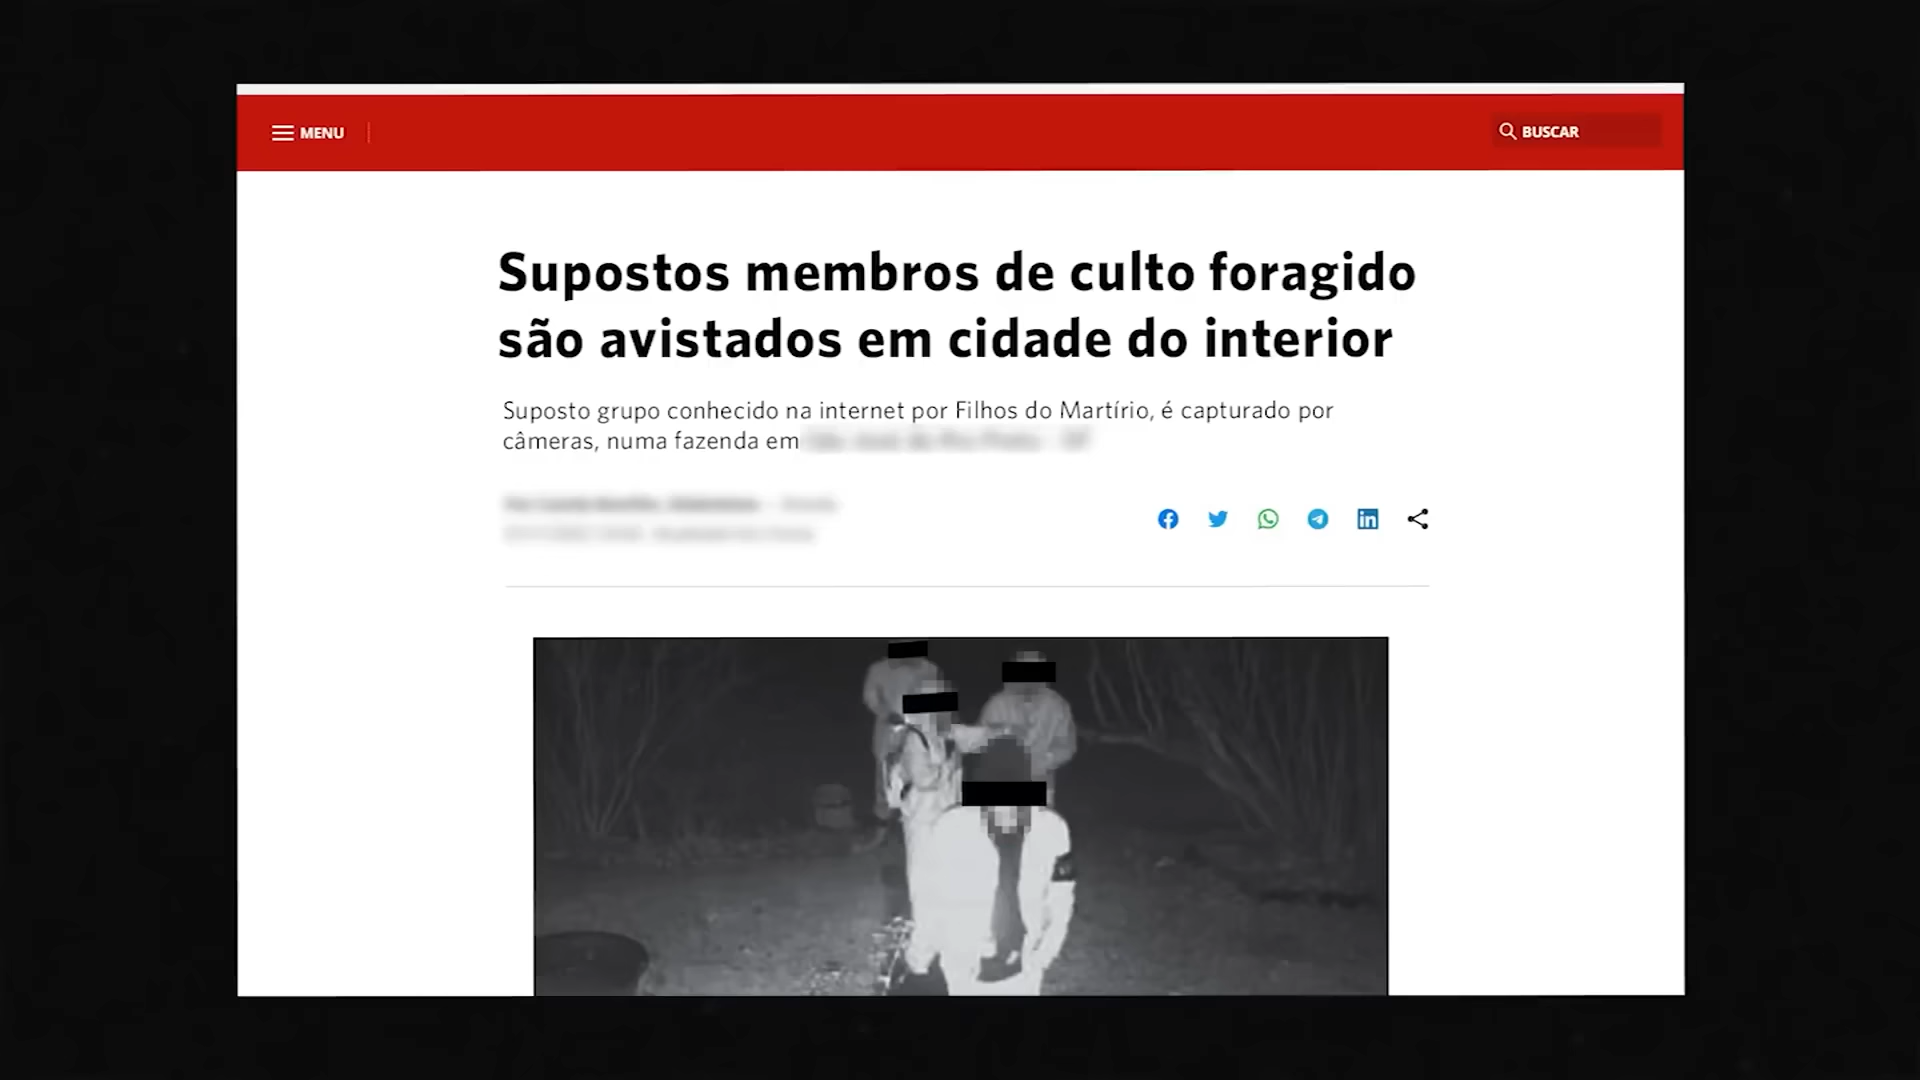 MENU
BUSCAR
Supostos membros de culto foragido
são avistados em cidade do interior
Suposto grupo conhecido na internet por Filhos do Martírio, é capturado por
câmeras, numa fazenda em